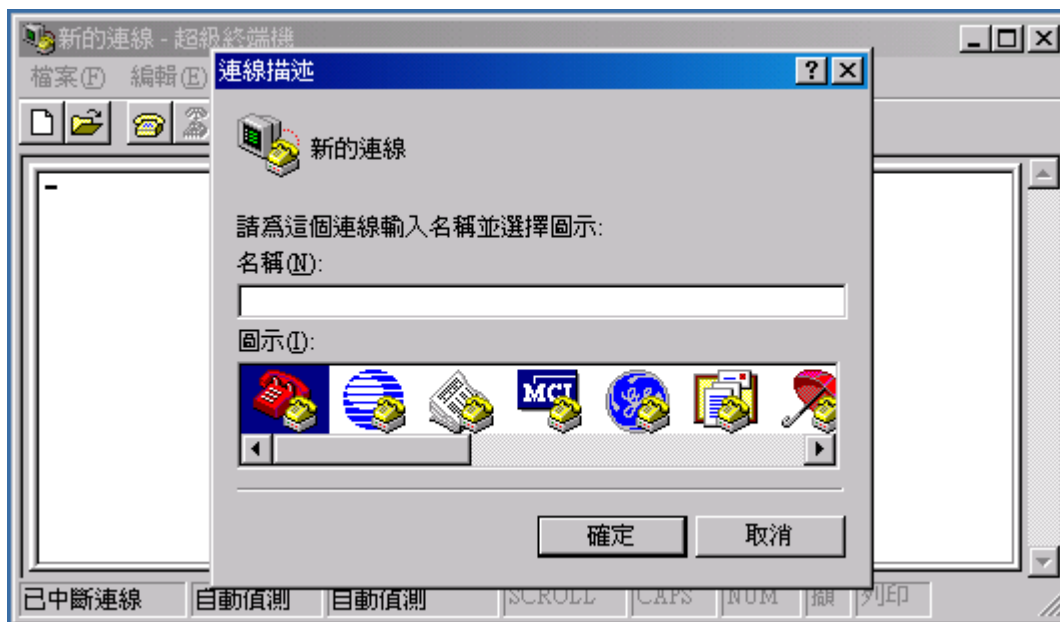 新的連線 - 超級終端機
檔案(F) 編輯(E)
連線描述
新的連線
請為這個連線輸入名稱並選擇圖示:
名稱(N):
圖示(I):
MCI
確定 取消
已中斷連線 自動偵測 自動偵測 SCROLL CAPS NUM 擷 列印